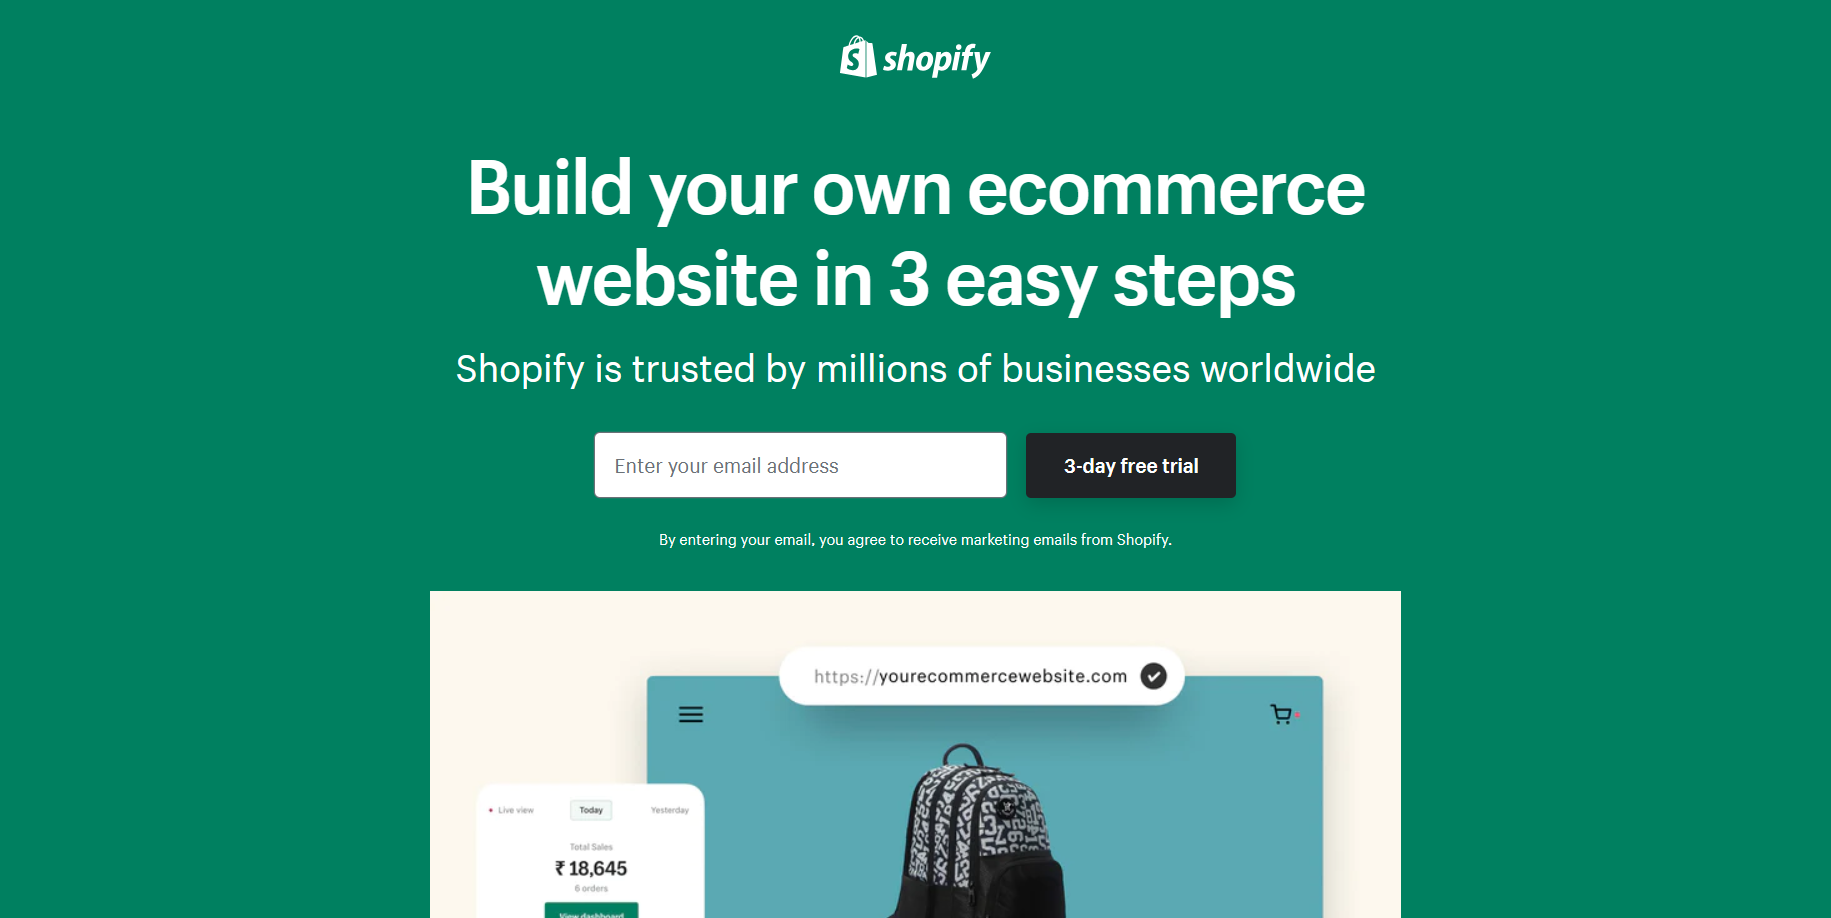 shopify
Build your own ecommerce
website in 3 easy steps
Shopify is trusted by millions of businesses worldwide
Enter your email address
3-day free trial
By entering your email, you agree to receive marketing emails from Shopify.
https://yourecommercewebsite.com
Live view Today Yesterday
Total Sales
₹ 18,645
6 orders
View dashboard